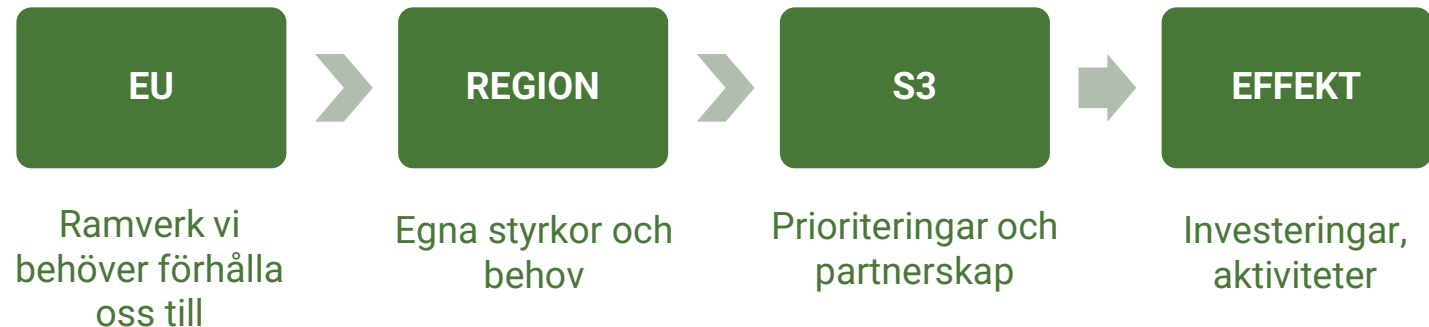 EU
REGION
S3
EFFEKT
Ramverk vi
behöver förhålla
oss till
Egna styrkor och
behov
Prioriteringar och
partnerskap
Investeringar,
aktiviteter